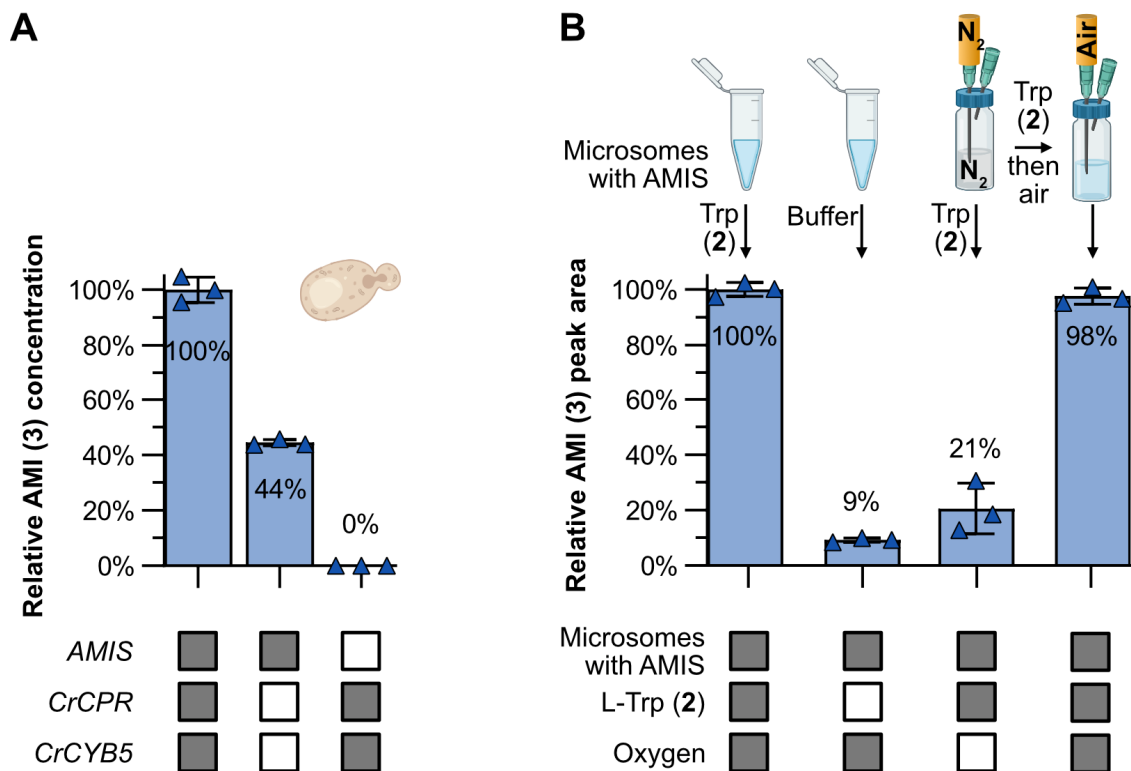 A
Relative AMI (3) concentration
100%
80%
60%
40%
20%
0%
100%
44%
0%
AMIS
CrCPR
CrCYB5
B
Microsomes
with AMIS
N2
N2
Air
Trp
(2)
then
air
Trp
(2)
Buffer
Trp
(2)
Relative AMI (3) peak area
100%
80%
60%
40%
20%
0%
100%
9%
21%
98%
Microsomes
with AMIS
L-Trp (2)
Oxygen